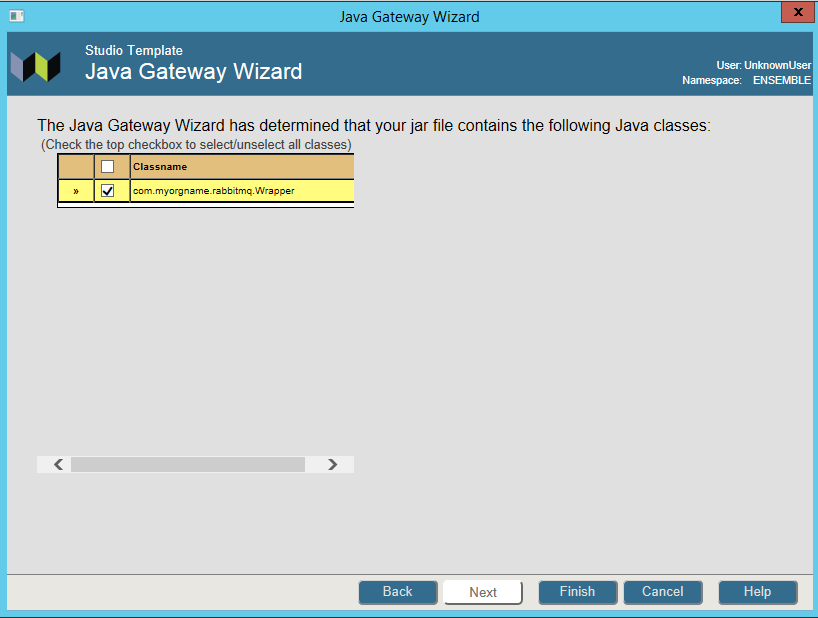 Java Gateway Wizard
x
Studio Template
Java Gateway Wizard
User: UnknownUser
Namespace: ENSEMBLE
The Java Gateway Wizard has determined that your jar file contains the following Java classes:
(Check the top checkbox to select/unselect all classes)
Classname
» com.myorgname.rabbitmq.Wrapper
Back Next Finish Cancel Help